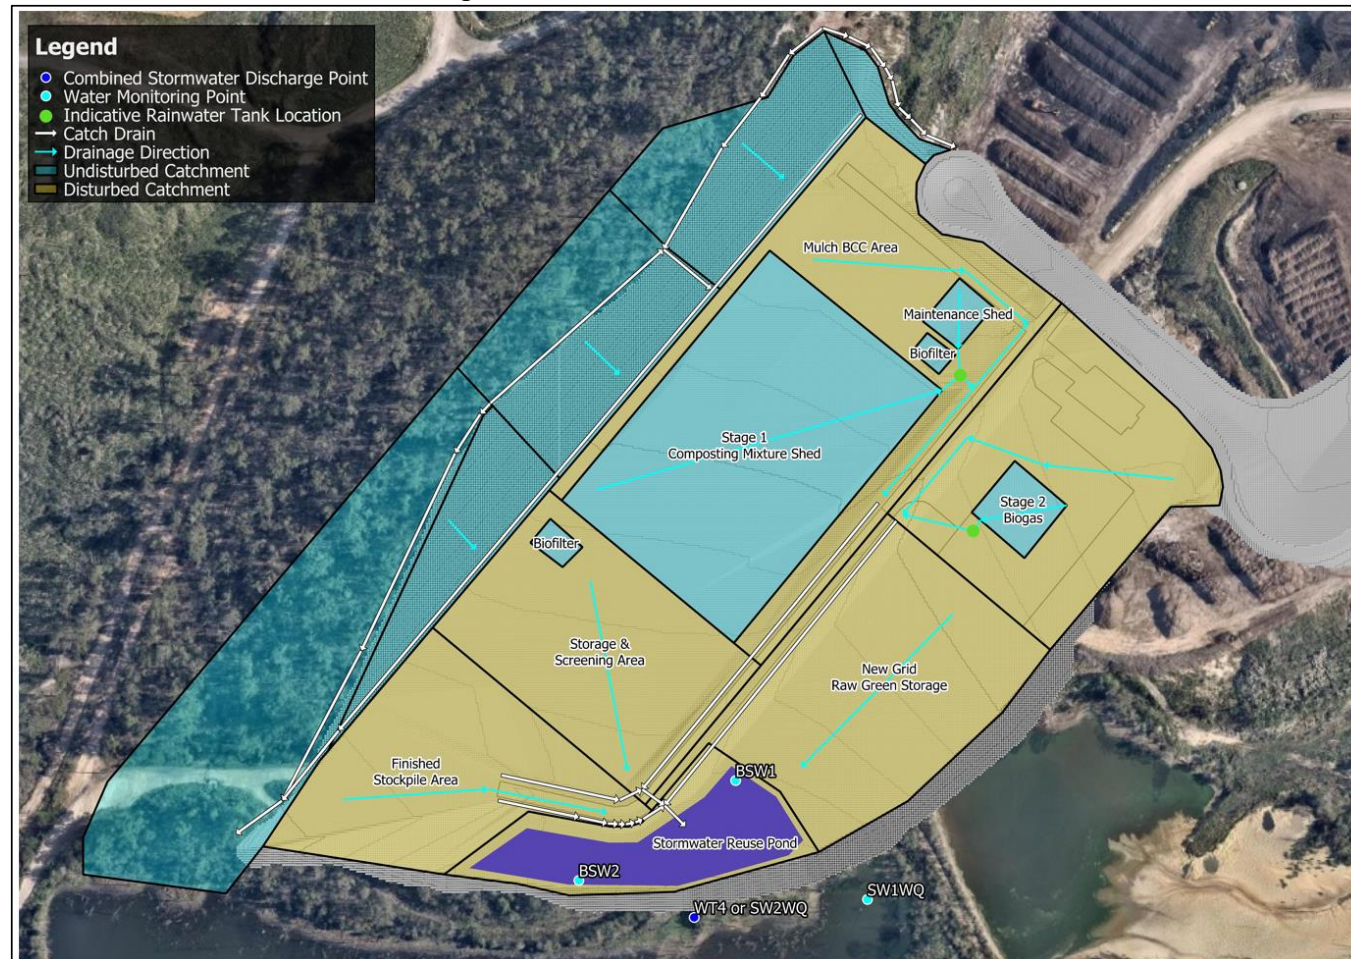 Legend
Combined Stormwater Discharge Point
Water Monitoring Point
Indicative Rainwater Tank Location
Catch Drain
Drainage Direction
Undisturbed Catchment
Disturbed Catchment
Mulch BCC Area
Maintenance Shed
Biofilter
Stage 1
Composting Mixture Shed
Stage 2
Biogas
Biofilter
Storage &
Screening Area
New Grid
Raw Green Storage
Finished
Stockpile Area
BSW1
Stormwater Reuse Pond
BSW2
SW1WQ
WT4 or SW2WQ